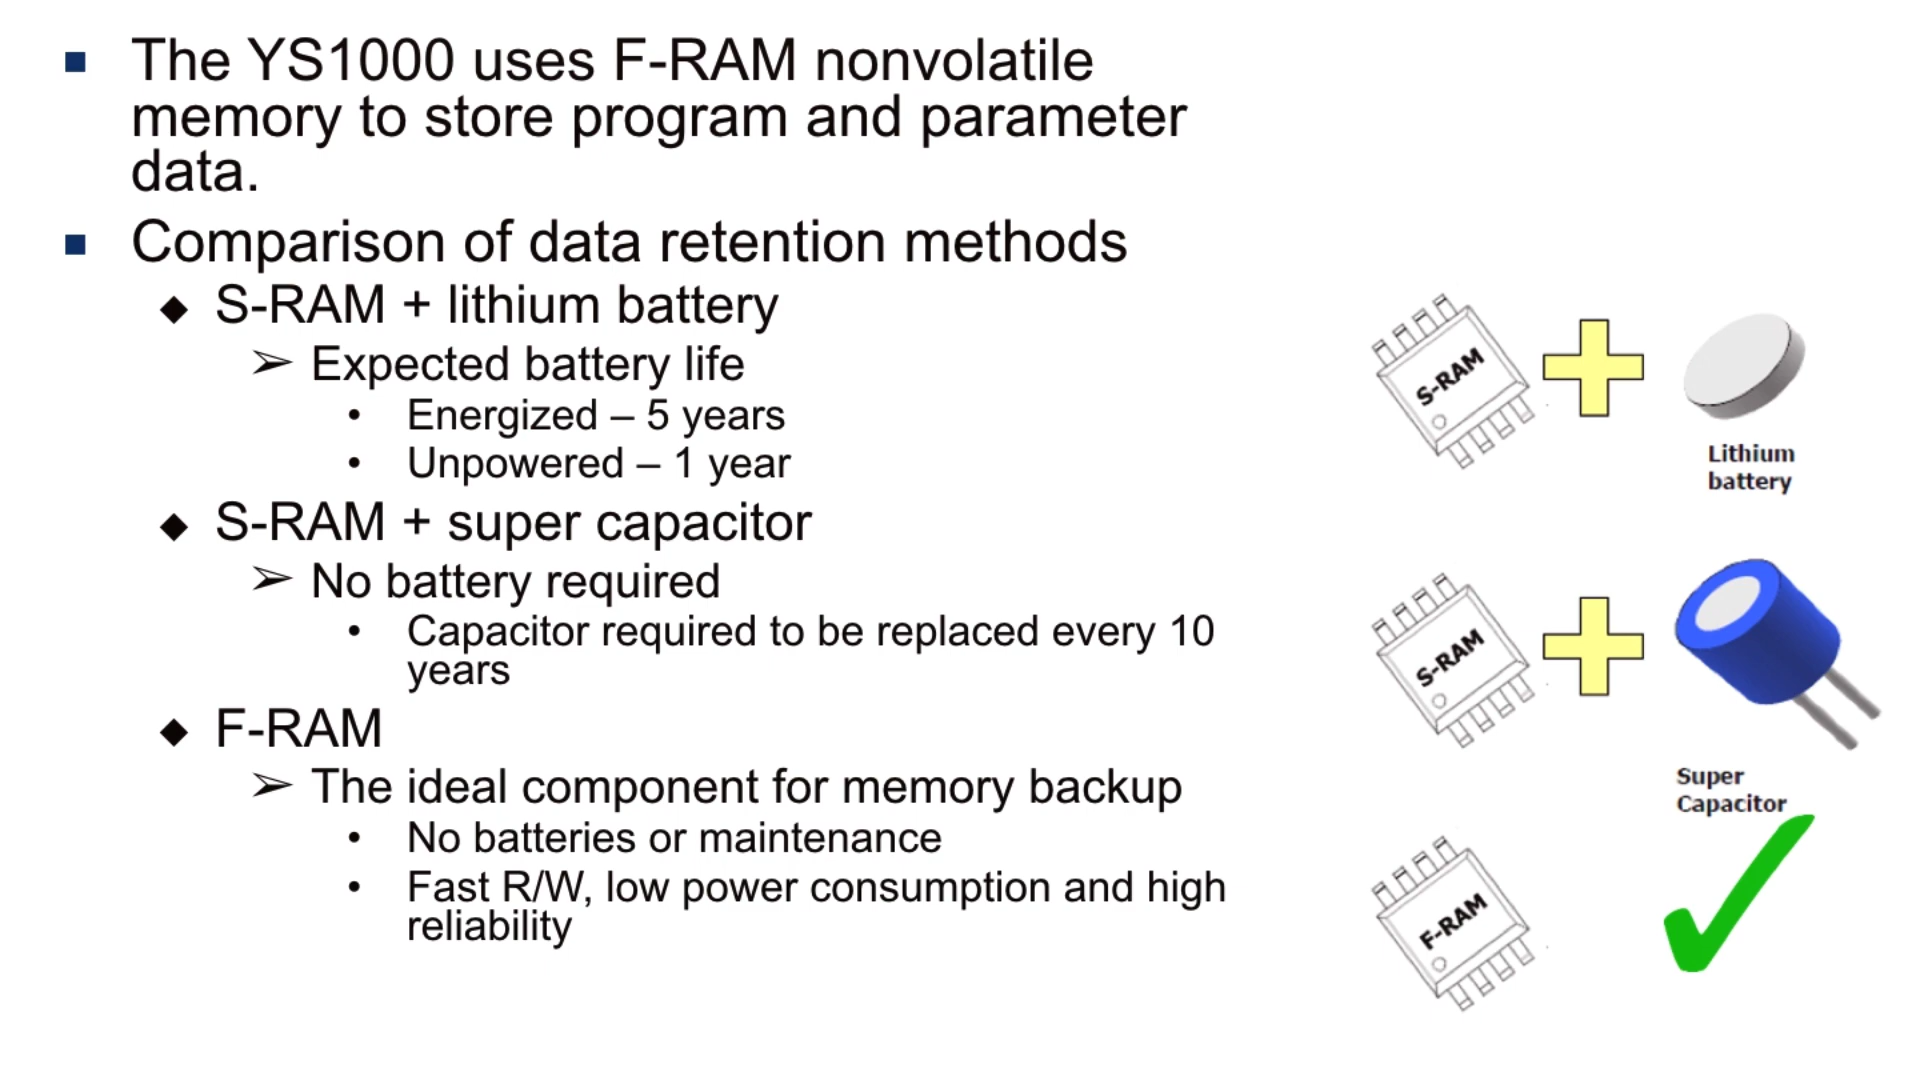 ■ The YS1000 uses F-RAM nonvolatile
memory to store program and parameter
data.
■ Comparison of data retention methods
◆ S-RAM + lithium battery
➢ Expected battery life
• Energized – 5 years
• Unpowered – 1 year
◆ S-RAM + super capacitor
➢ No battery required
• Capacitor required to be replaced every 10
years
◆ F-RAM
➢ The ideal component for memory backup
• No batteries or maintenance
• Fast R/W, low power consumption and high
reliability
S-RAM
Lithium
battery
S-RAM
Super
Capacitor
F-RAM